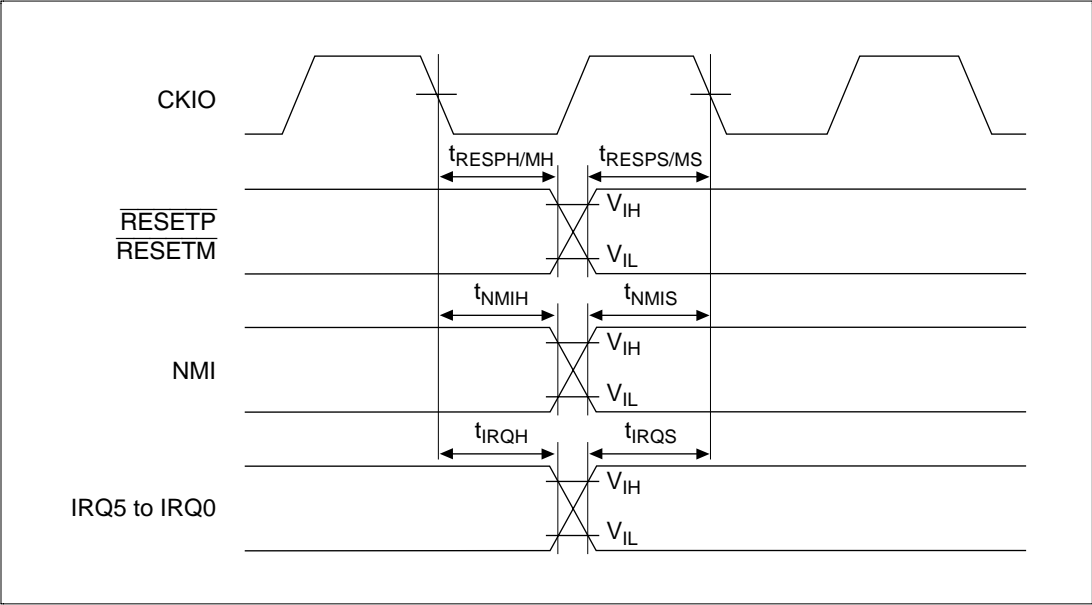 CKIO
tRESPH/MH tRESPS/MS
RESETP
RESETM
VIH
VIL
tNMIH tNMIS
NMI
VIH
VIL
tIRQH tIRQS
IRQ5 to IRQ0
VIH
VIL